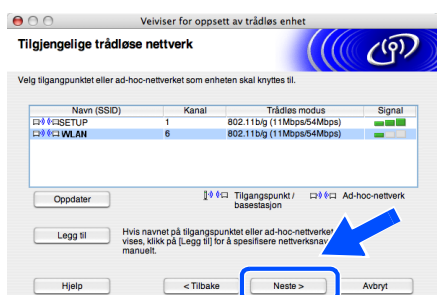 Veiviser for oppsett av trådløs enhet
Tilgjengelige trådløse nettverk
Velg tilgangpunktet eller ad-hoc-nettverket som enheten skal knyttes til.
Navn (SSID) Kanal Trådløs modus Signal
SETUP 1 802.11b/g (11Mbps/54Mbps)
WLAN 6 802.11b/g (11Mbps/54Mbps)
Oppdater
Tilgangspunkt / basestasjon
Ad-hoc-nettverk
Legg til
Hvis navnet på tilgangspunktet eller ad-hoc-nettverket
vises, klikk på [Legg til] for å spesifisere nettverksnav
manuelt.
Hjelp
< Tilbake
Neste >
Avbryt